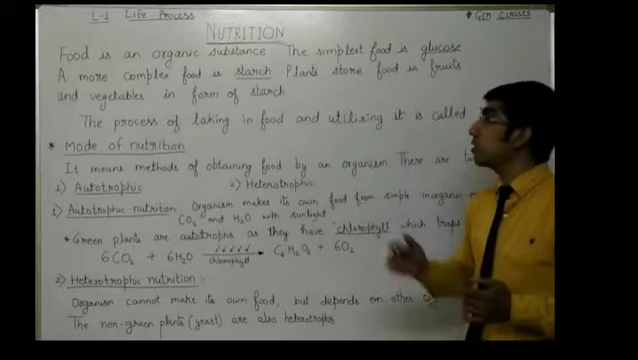 L-1 Life Process
GEM CLASSES
NUTRITION
Food is an organic substance The simplest food is glucose
A more complex food is starch Plants store food in fruits
and vegetables in form of starch
The process of taking in food and utilising it is called
* Mode of nutrition
It means methods of obtaining food by an organism There are
1) Autotrophic 2) Heterotrophic
1) Autotrophic nutrition Organism makes its own food from simple inorganic
CO2 and H2O with sunlight
* Green plants are autotrophs as they have 'chlorophyll' which traps
6CO2 + 6H2O chlorophyll C6H12O6 + 6O2
2) Heterotrophic nutrition
Organism cannot make its own food, but depends on other
The non-green plants (yeast) are also heterotrophs